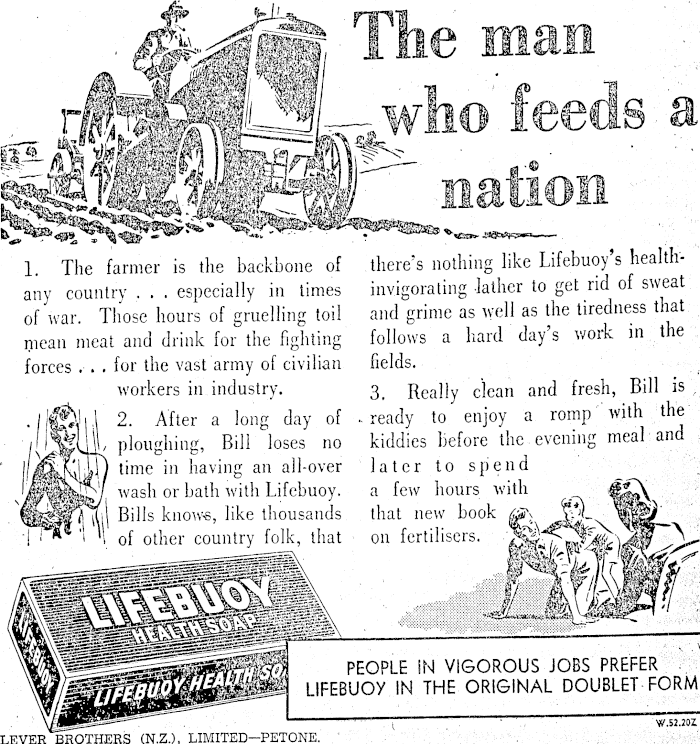 The man
who feeds a
nation
1. The farmer is the backbone of
any country . . . especially in times
of war. Those hours of gruelling toil
mean meat and drink for the fighting
forces . . . for the vast army of civilian
workers in industry.
2. After a long day of
ploughing, Bill loses no
time in having an all-over
wash or bath with Lifebuoy.
Bills knows, like thousands
of other country folk, that
there's nothing like Lifebuoy's health-
invigorating lather to get rid of sweat
and grime as well as the tiredness that
follows a hard day's work in the
fields.
3. Really clean and fresh, Bill is
ready to enjoy a romp with the
kiddies before the evening meal and
later to spend
a few hours with
that new book
on fertilisers.
LIFEBUOY
HEALTH SOAP
LIFEBUOY
LIFEBUOY HEALTH SO
PEOPLE IN VIGOROUS JOBS PREFER
LIFEBUOY IN THE ORIGINAL DOUBLET FORM
W.52.20Z
LEVER BROTHERS (N.Z.), LIMITED—PETONE.